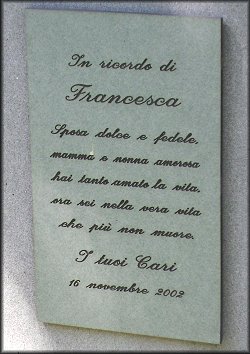 In ricordo di
Francesca
Sposa dolce e fedele,
mamma e nonna amorosa
hai tanto amato la vita,
ora sei nella vera vita
che più non muore.
I tuoi Cari
16 novembre 2002